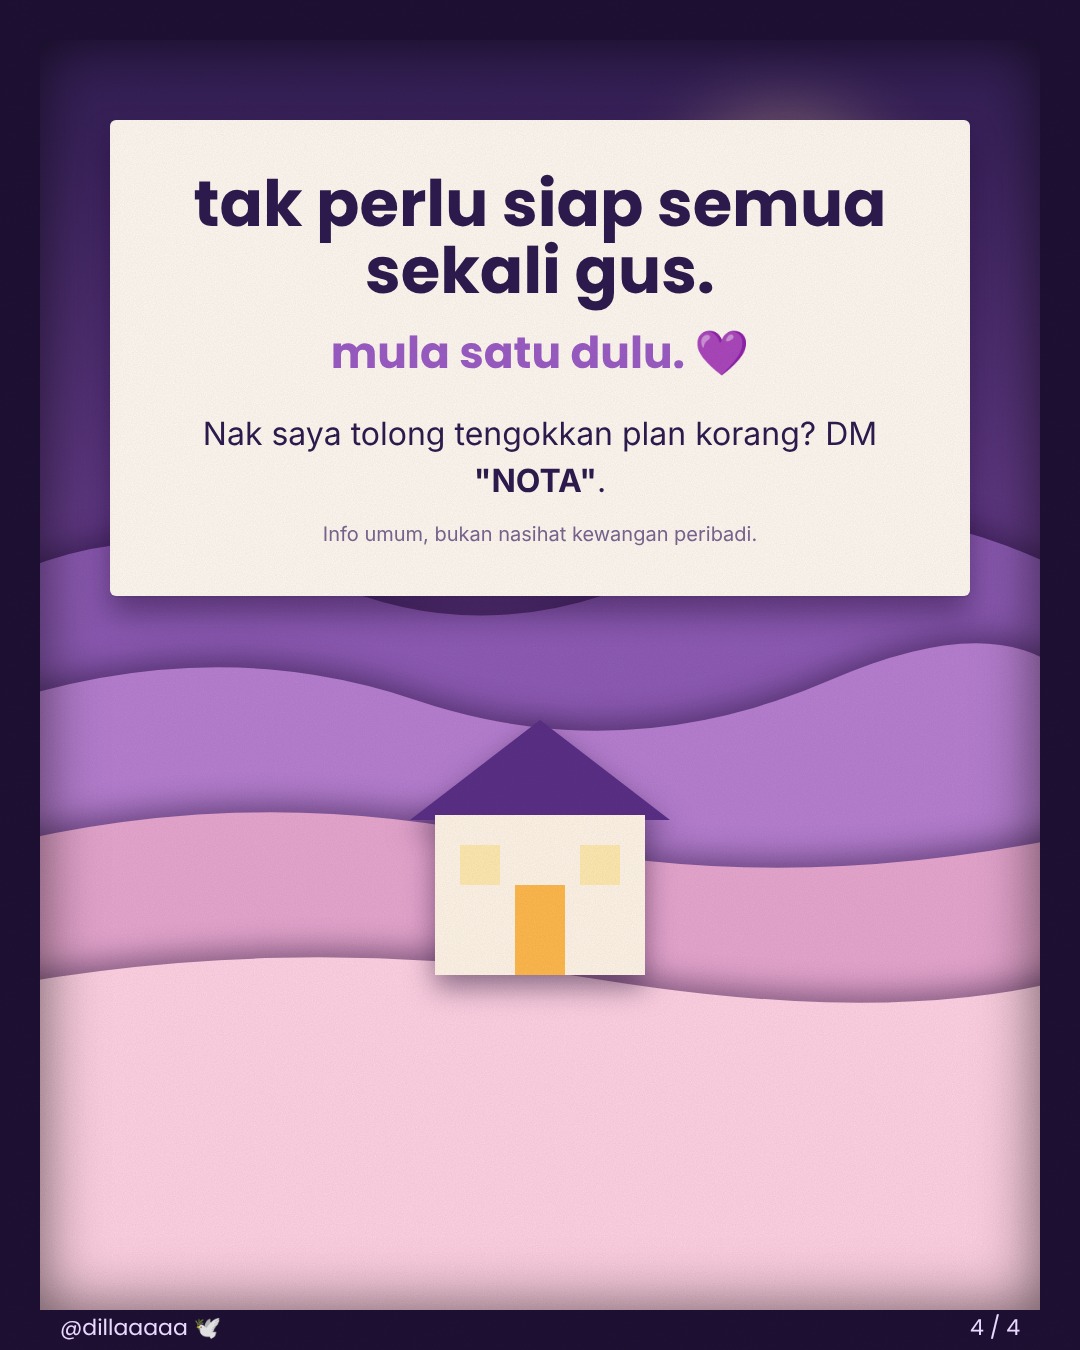 tak perlu siap semua
sekali gus.
mula satu dulu. 💜
Nak saya tolong tengokkan plan korang? DM
"NOTA".
Info umum, bukan nasihat kewangan peribadi.
@dillaaaaa 🕊️
4 / 4